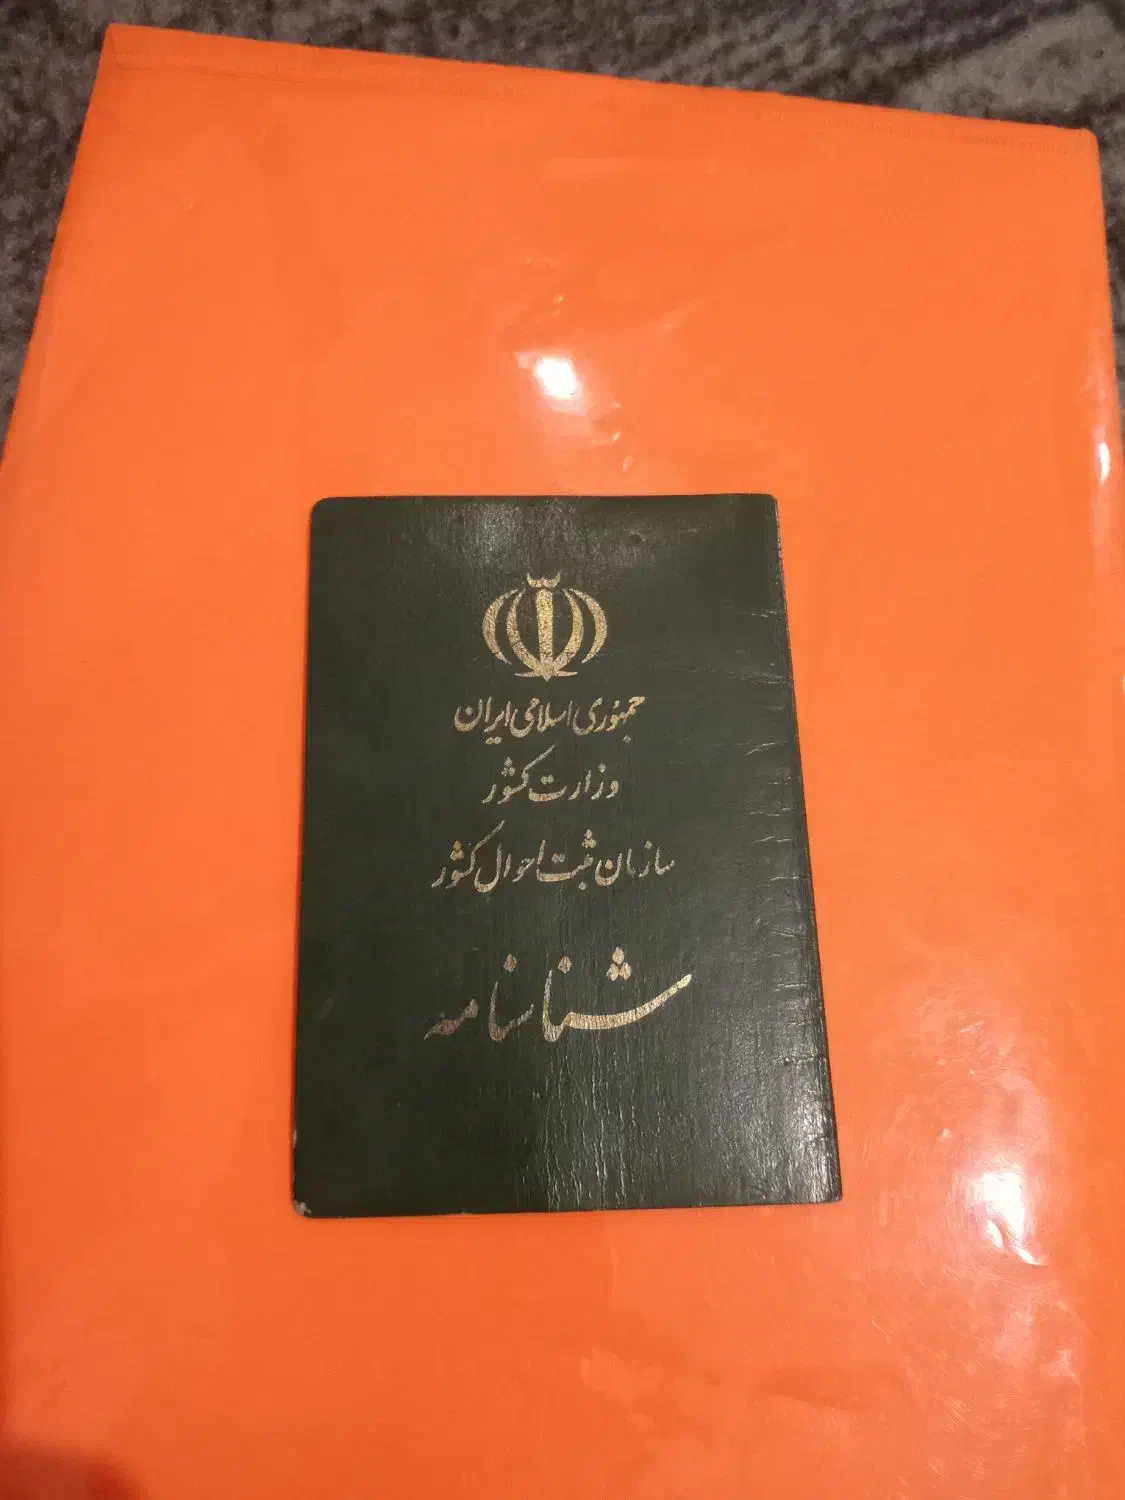 جمهوری اسلامی ایران
وزارت کشور
سازمان ثبت احوال کشور
شناسنامه